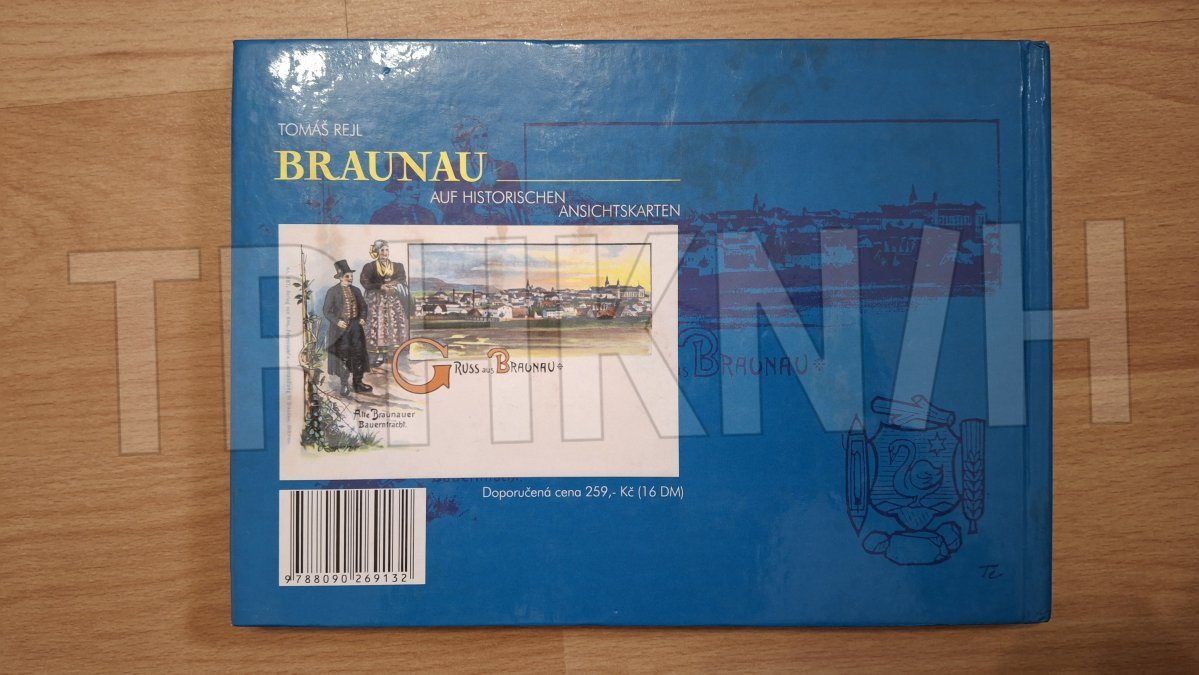 TOMÁŠ REJL
BRAUNAU
AUF HISTORISCHEN
ANSICHTSKARTEN
GRUSS aus BRAUNAU
Alte Braunauer
Bauerntracht.
BRAUNAU
Doporučená cena 259,- Kč (16 DM)
9 788090 269132